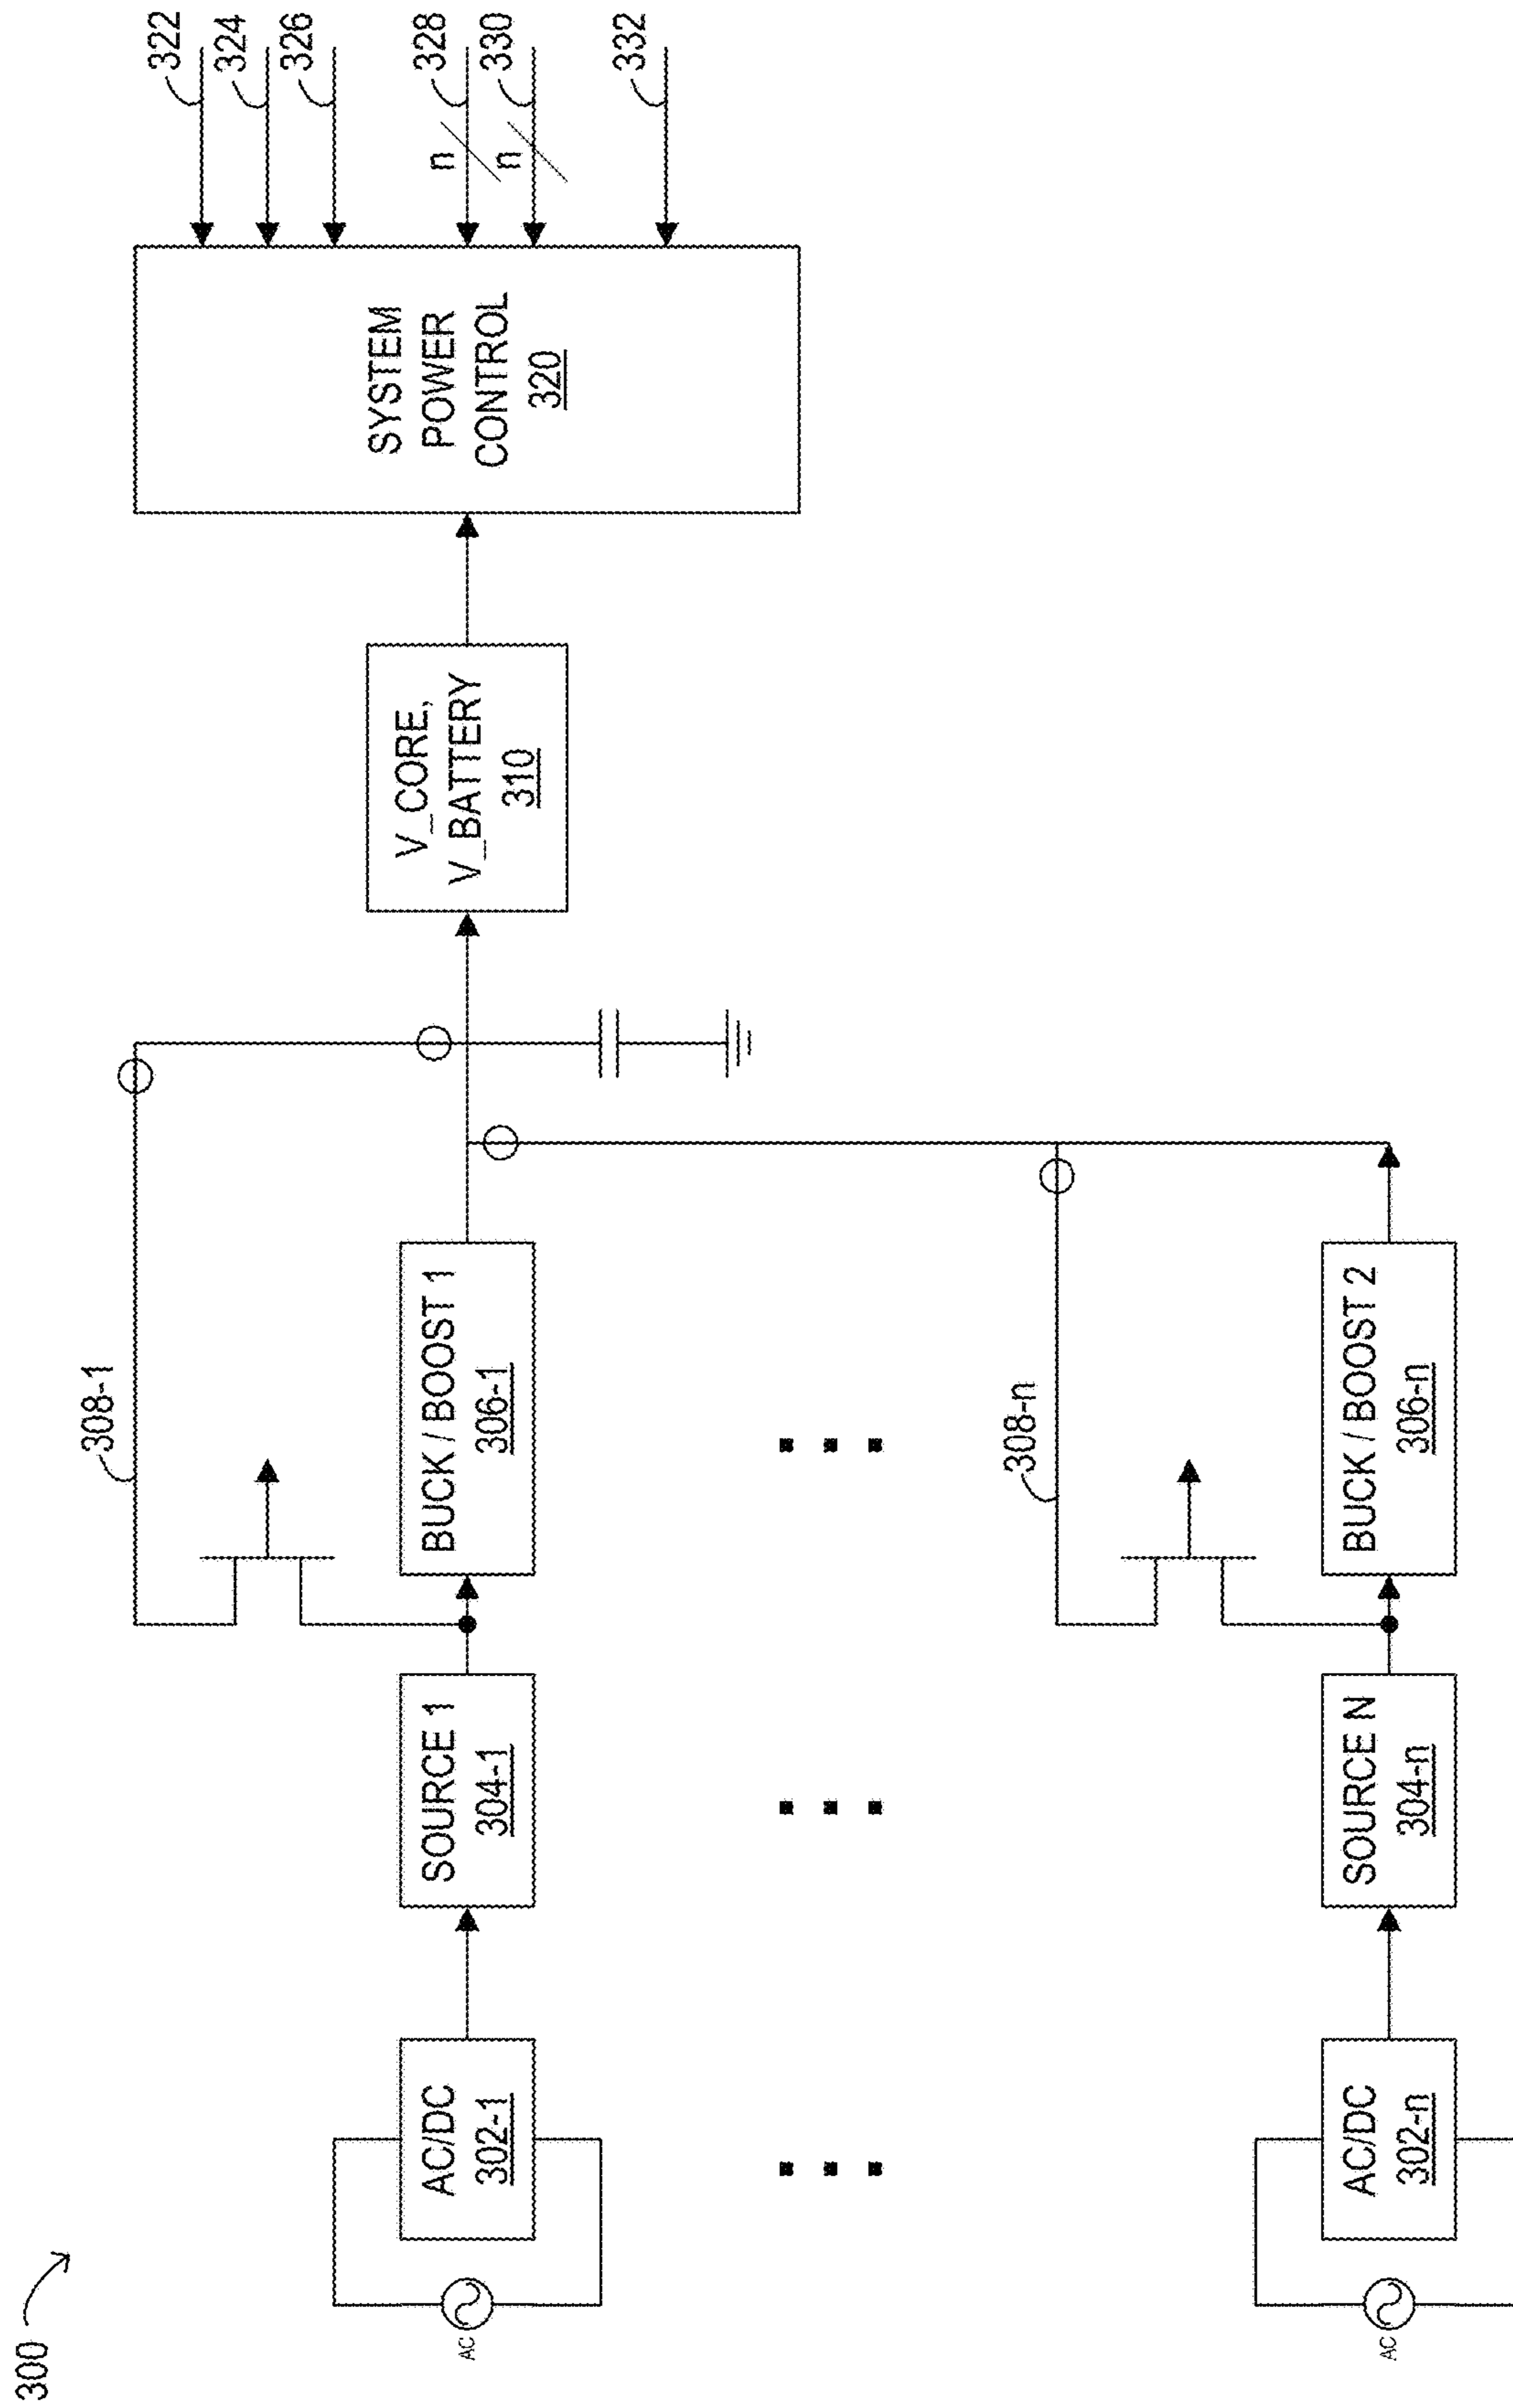 300
AC
AC/DC
302-1
SOURCE 1
304-1
308-1
BUCK / BOOST 1
306-1
V_CORE,
V_BATTERY
310
SYSTEM
POWER
CONTROL
320
322
324
326
n
328
n
330
332
AC
AC/DC
302-n
SOURCE N
304-n
308-n
BUCK / BOOST 2
306-n